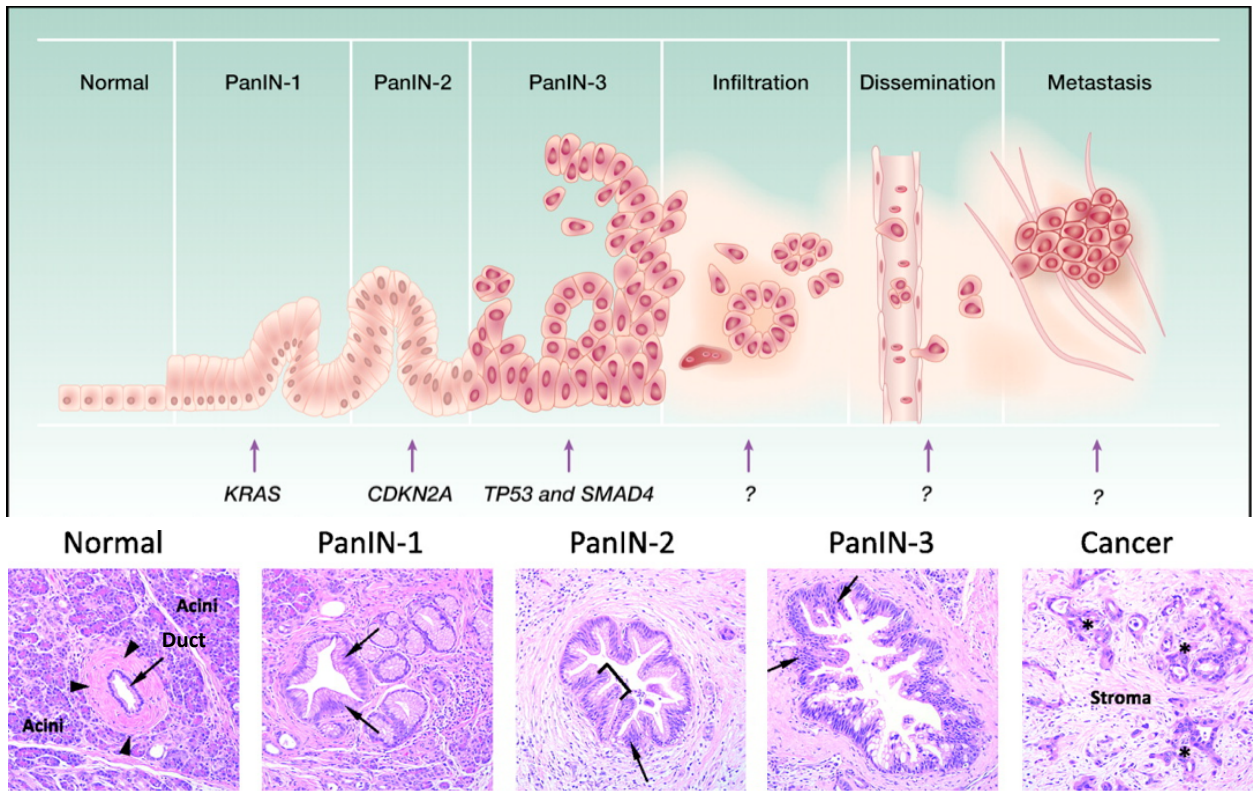 Normal PanIN-1 PanIN-2 PanIN-3 Infiltration Dissemination Metastasis
KRAS CDKN2A TP53 and SMAD4 ? ? ?
Normal PanIN-1 PanIN-2 PanIN-3 Cancer
Acini
Duct
Acini
Stroma
*
*
*